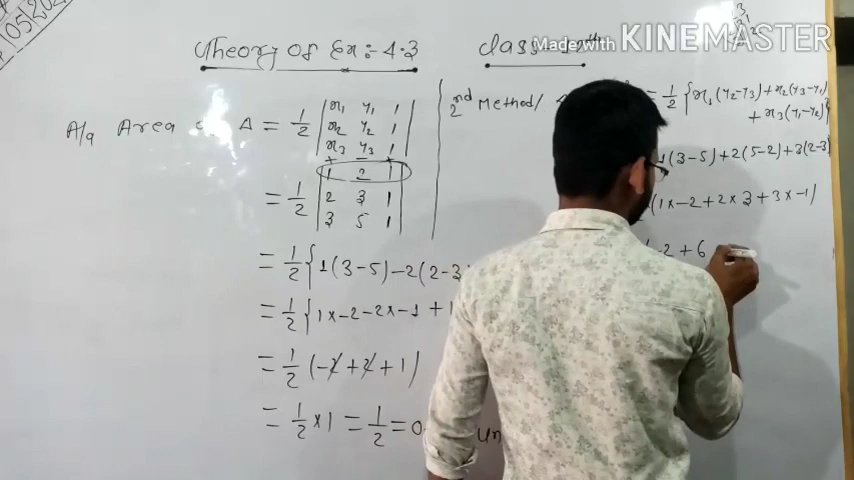 /05/202
Theory of Ex:- 4.3
Class
Made with KINEMASTER
A/q Area Δ = 1/2 | x1 y1 1 |
| x2 y2 1 |
| x3 y3 1 |
+ - +
= 1/2 | 1 2 1 |
| 2 3 1 |
| 3 5 1 |
= 1/2 { 1(3-5) -2(2-3
= 1/2 { 1x-2-2x-1 + 1
= 1/2 (-2+2+1)
= 1/2 x1 = 1/2 = 0
un
2nd Method/
= 1/2 { x1(y2-y3)+x2(y3-y1)
+ x3(y1-y2)}
1(3-5)+2(5-2)+3(2-3)
(1x-2+2x3+3x-1)
-2+6